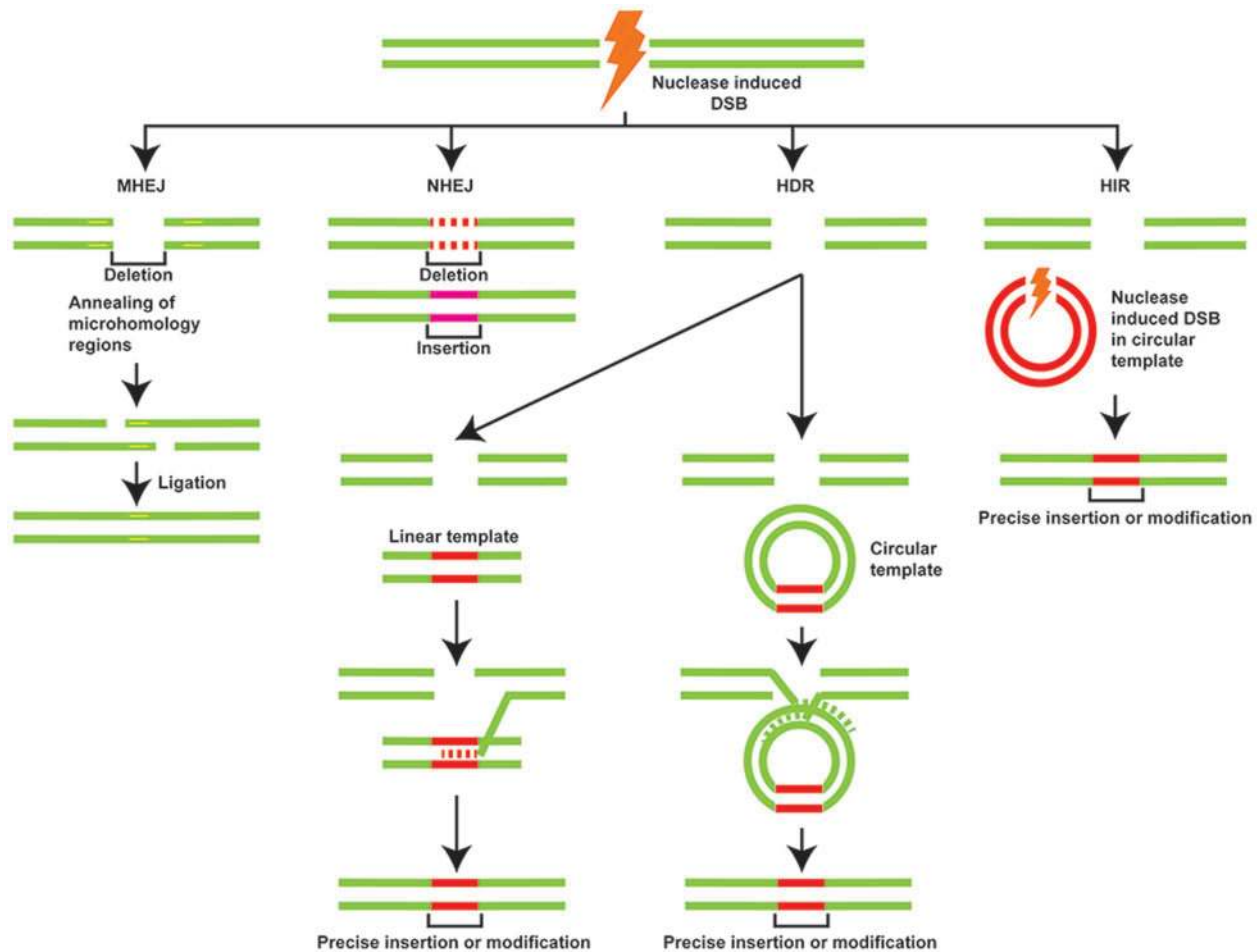 Nuclease induced
DSB
MHEJ
NHEJ
HDR
HIR
Deletion
Annealing of
microhomology
regions
Ligation
Deletion
Insertion
Nuclease
induced DSB
in circular
template
Precise insertion or modification
Linear template
Circular
template
Precise insertion or modification
Precise insertion or modification